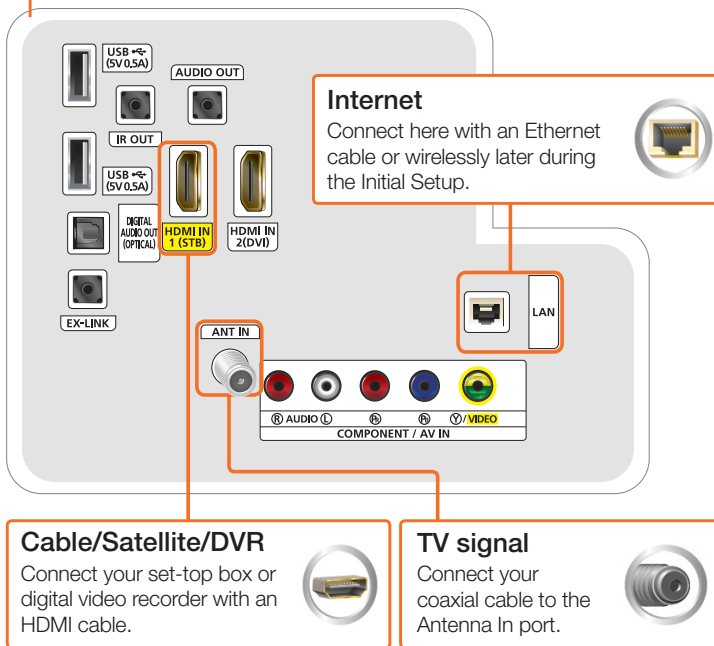 USB
(5V 0.5A)
AUDIO OUT
IR OUT
USB
(5V 0.5A)
DIGITAL
AUDIO OUT
(OPTICAL)
HDMI IN
1 (STB)
HDMI IN
2(DVI)
EX-LINK
Internet
Connect here with an Ethernet
cable or wirelessly later during
the Initial Setup.
LAN
ANT IN
R AUDIO L PR PB Y/ VIDEO
COMPONENT / AV IN
Cable/Satellite/DVR
Connect your set-top box or
digital video recorder with an
HDMI cable.
TV signal
Connect your
coaxial cable to the
Antenna In port.